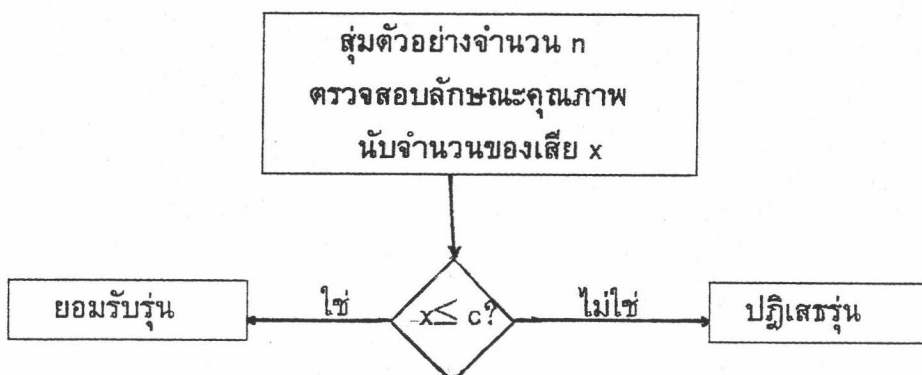 สุ่มตัวอย่างจำนวน n
ตรวจสอบลักษณะคุณภาพ
นับจำนวนของเสีย x
ยอมรับรุ่น
ใช่
x≤ c?
ไม่ใช่
ปฏิเสธรุ่น